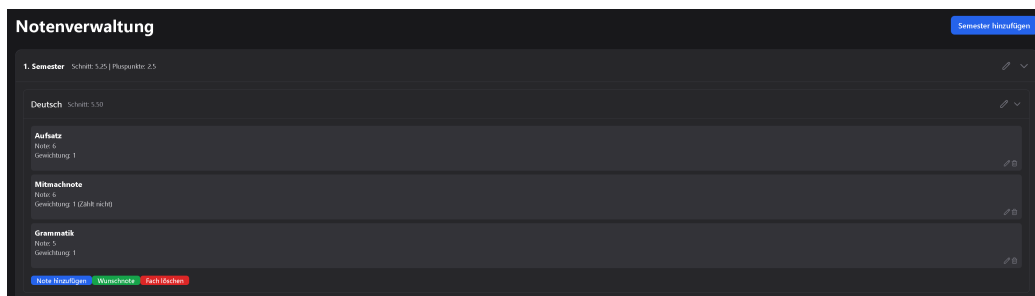 Notenverwaltung
Semester hinzufügen
1. Semester Schnitt: 5.25 | Pluspunkte: 2.5
Deutsch Schnitt: 5.50
Aufsatz
Note: 6
Gewichtung: 1
Mitmachnote
Note: 6
Gewichtung: 1 (Zählt nicht)
Grammatik
Note: 5
Gewichtung: 1
Note hinzufügen Wunschnote Fach löschen